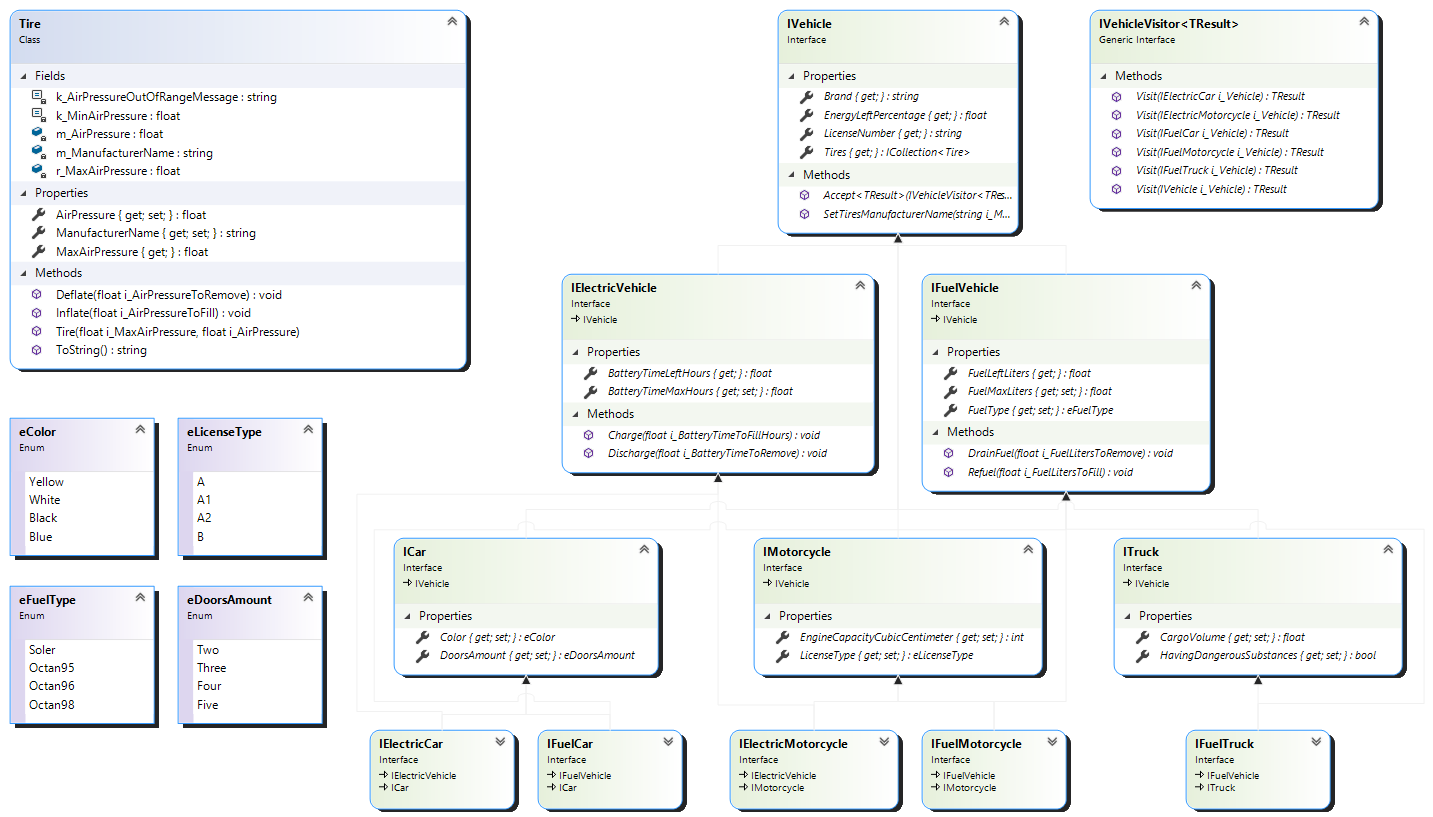 Tire
Class
Fields
k_AirPressureOutOfRangeMessage : string
k_MinAirPressure : float
m_AirPressure : float
m_ManufacturerName : string
r_MaxAirPressure : float
Properties
AirPressure { get; set; } : float
ManufacturerName { get; set; } : string
MaxAirPressure { get; } : float
Methods
Deflate(float i_AirPressureToRemove) : void
Inflate(float i_AirPressureToFill) : void
Tire(float i_MaxAirPressure, float i_AirPressure)
ToString() : string
IVehicle
Interface
Properties
Brand { get; } : string
EnergyLeftPercentage { get; } : float
LicenseNumber { get; } : string
Tires { get; } : ICollection<Tire>
Methods
Accept<TResult>(IVehicleVisitor<TRes...
SetTiresManufacturerName(string i_M...
IVehicleVisitor<TResult>
Generic Interface
Methods
Visit(IElectricCar i_Vehicle) : TResult
Visit(IElectricMotorcycle i_Vehicle) : TResult
Visit(IFuelCar i_Vehicle) : TResult
Visit(IFuelMotorcycle i_Vehicle) : TResult
Visit(IFuelTruck i_Vehicle) : TResult
Visit(IVehicle i_Vehicle) : TResult
IElectricVehicle
Interface
IVehicle
Properties
BatteryTimeLeftHours { get; } : float
BatteryTimeMaxHours { get; set; } : float
Methods
Charge(float i_BatteryTimeToFillHours) : void
Discharge(float i_BatteryTimeToRemove) : void
IFuelVehicle
Interface
IVehicle
Properties
FuelLeftLiters { get; } : float
FuelMaxLiters { get; set; } : float
FuelType { get; set; } : eFuelType
Methods
DrainFuel(float i_FuelLitersToRemove) : void
Refuel(float i_FuelLitersToFill) : void
eColor
Enum
Yellow
White
Black
Blue
eLicenseType
Enum
A
A1
A2
B
eFuelType
Enum
Soler
Octan95
Octan96
Octan98
eDoorsAmount
Enum
Two
Three
Four
Five
ICar
Interface
IVehicle
Properties
Color { get; set; } : eColor
DoorsAmount { get; set; } : eDoorsAmount
IMotorcycle
Interface
IVehicle
Properties
EngineCapacityCubicCentimeter { get; set; } : int
LicenseType { get; set; } : eLicenseType
ITruck
Interface
IVehicle
Properties
CargoVolume { get; set; } : float
HavingDangerousSubstances { get; set; } : bool
IElectricCar
Interface
IElectricVehicle
ICar
IFuelCar
Interface
IFuelVehicle
ICar
IElectricMotorcycle
Interface
IElectricVehicle
IMotorcycle
IFuelMotorcycle
Interface
IFuelVehicle
IMotorcycle
IFuelTruck
Interface
IFuelVehicle
ITruck